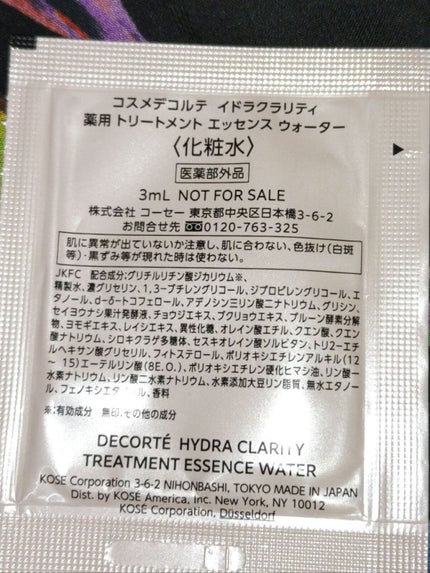 コスメデコルテ イドラクラリティ
薬用 トリートメント エッセンス ウォーター
〈化粧水〉
医薬部外品
3mL NOT FOR SALE
株式会社 コーセー 東京都中央区日本橋3-6-2
お問合せ先 0120-763-325
肌に異常が出ていないか注意し、肌に合わない、色抜け(白斑
等)・黒ずみ等が現れた時は使わない。
JKFC 配合成分:グリチルリチン酸ジカリウム※、
精製水、濃グリセリン、1,3-ブチレングリコール、ジプロピレングリコール、エ
タノール、d-δ-トコフェロール、アデノシン三リン酸二ナトリウム、グリシン、
セイヨウナシ果汁発酵液、チョウジエキス、ブクリョウエキス、プルーン酵素分解
物、ヨモギエキス、レイシエキス、異性化糖、オレイン酸エチル、クエン酸、クエン
酸ナトリウム、シロキクラゲ多糖体、セスキオレイン酸ソルビタン、トリ2-エチ
ルヘキサン酸グリセリル、フィトステロール、ポリオキシエチレンアルキル(12
～15)エーテルリン酸(8E.O.)、ポリオキシエチレン硬化ヒマシ油、リン酸一
水素ナトリウム、リン酸二水素ナトリウム、水素添加大豆リン脂質、無水エタノー
ル、フェノキシエタ ル、香料
※:有効成分 無印:その他の成分
DECORTÉ HYDRA CLARITY
TREATMENT ESSENCE WATER
KOSÉ Corporation 3-6-2 NIHONBASHI, TOKYO MADE IN JAPAN
Dist. by KOSÉ America, Inc. New York, NY 10012
KOSÉ Corporation, Düsseldorf